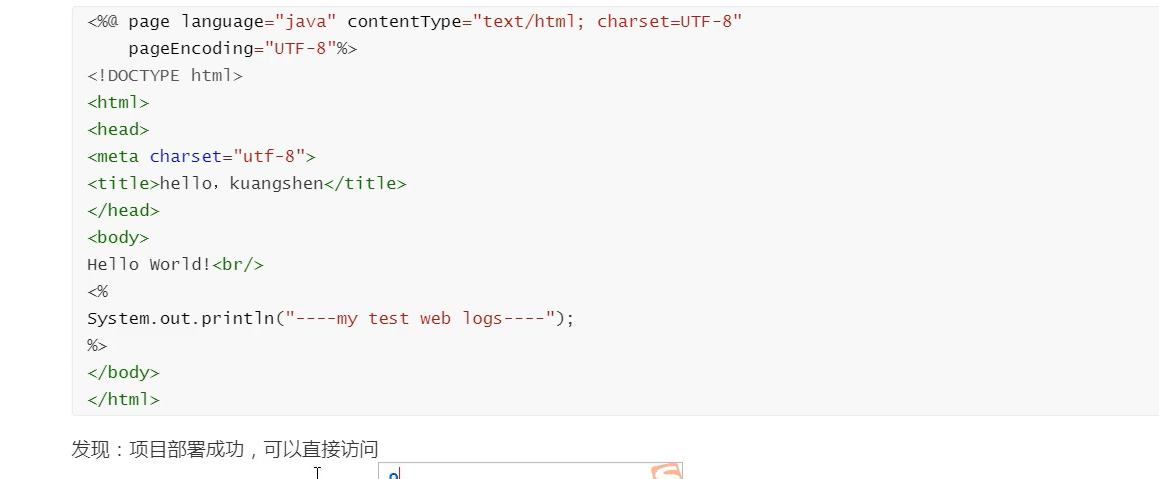 <%@ page language="java" contentType="text/html; charset=UTF-8"
    pageEncoding="UTF-8"%>
<!DOCTYPE html>
<html>
<head>
<meta charset="utf-8">
<title>hello，kuangshen</title>
</head>
<body>
Hello World!<br/>
<%
System.out.println("----my test web logs----");
%>
</body>
</html>
发现：项目部署成功，可以直接访问